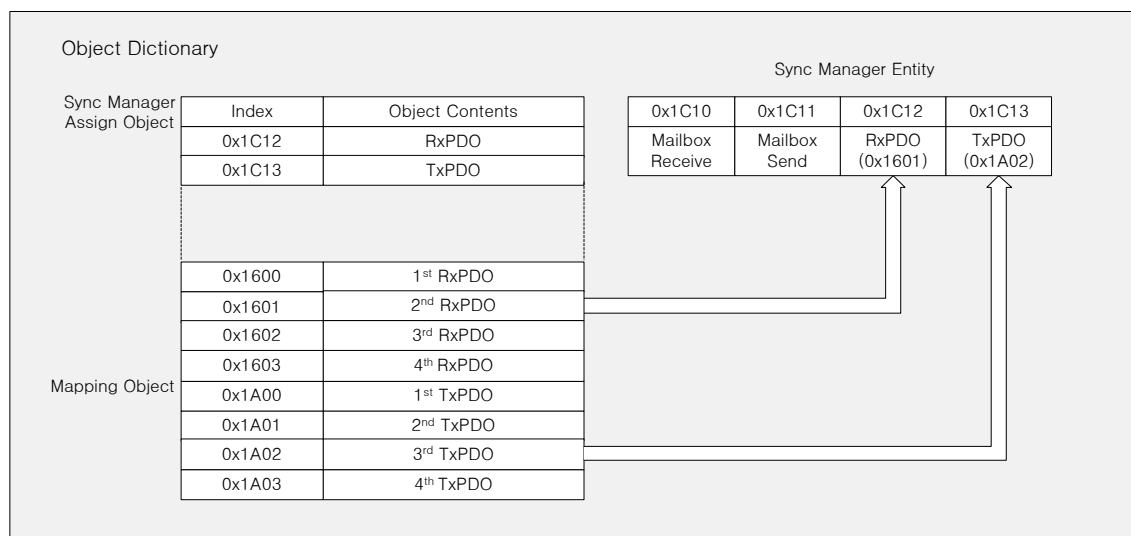 Object Dictionary
Sync Manager Entity
Sync Manager
Assign Object
Index Object Contents
0x1C12 RxPDO
0x1C13 TxPDO
0x1C10 0x1C11 0x1C12 0x1C13
Mailbox Receive Mailbox Send RxPDO (0x1601) TxPDO (0x1A02)
Mapping Object
0x1600 1st RxPDO
0x1601 2nd RxPDO
0x1602 3rd RxPDO
0x1603 4th RxPDO
0x1A00 1st TxPDO
0x1A01 2nd TxPDO
0x1A02 3rd TxPDO
0x1A03 4th TxPDO